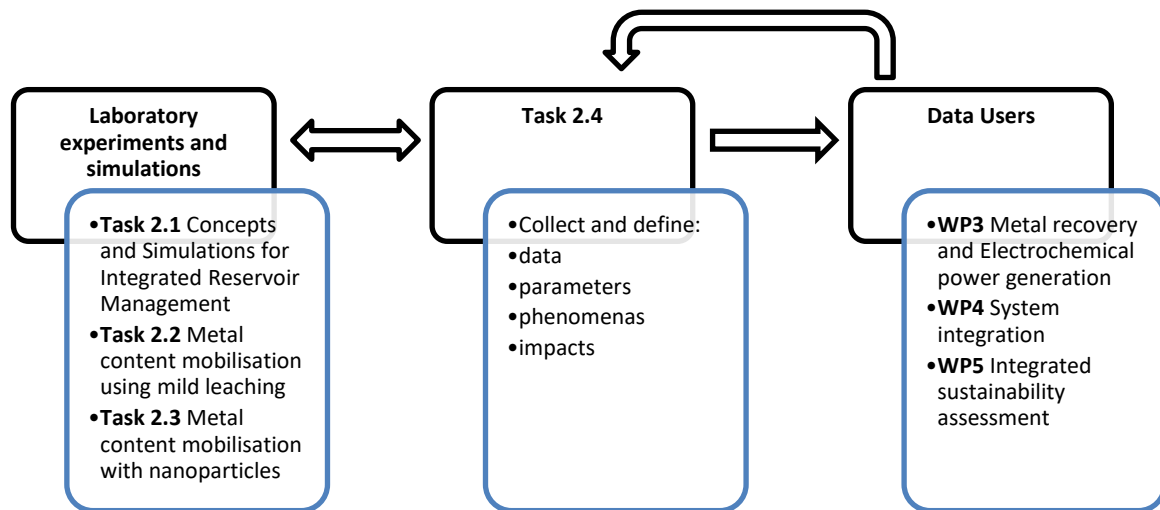 Laboratory
experiments and
simulations
•Task 2.1 Concepts
and Simulations for
Integrated Reservoir
Management
•Task 2.2 Metal
content mobilisation
using mild leaching
•Task 2.3 Metal
content mobilisation
with nanoparticles
Task 2.4
•Collect and define:
•data
•parameters
•phenomenas
•impacts
Data Users
•WP3 Metal recovery
and Electrochemical
power generation
•WP4 System
integration
•WP5 Integrated
sustainability
assessment